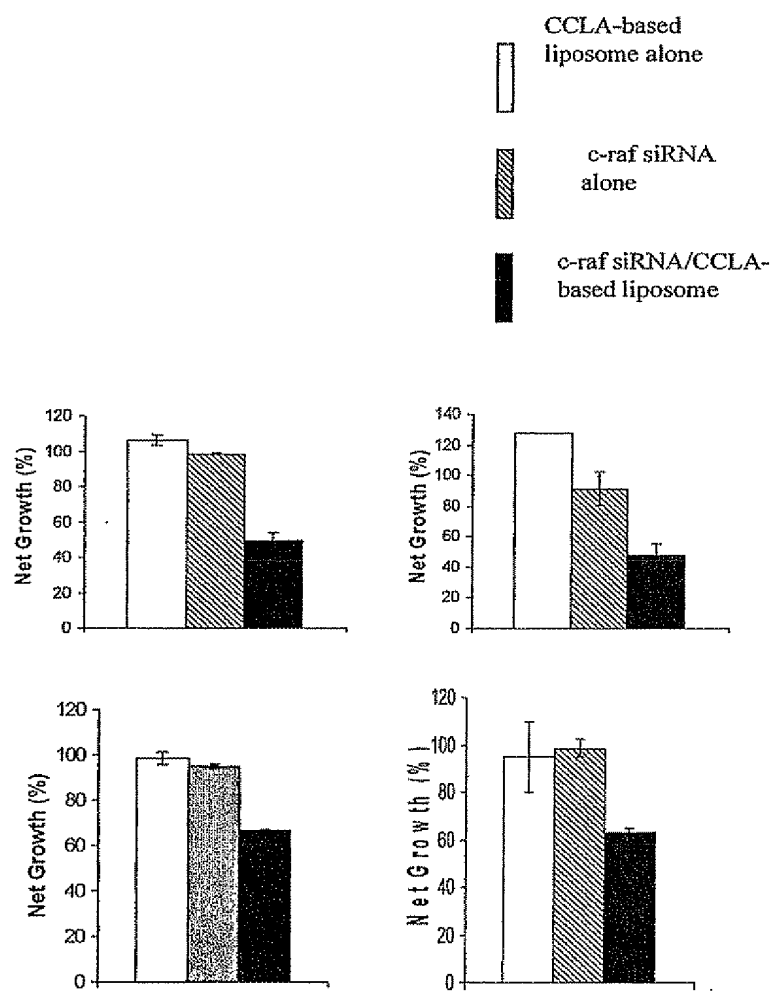 CCLA-based
liposome alone
c-raf siRNA
alone
c-raf siRNA/CCLA-
based liposome
Net Growth (%)
120
100
80
60
40
20
0
Net Growth (%)
140
120
100
80
60
40
20
0
Net Growth (%)
120
100
80
60
40
20
0
Net Growth (%)
120
100
80
60
40
20
0